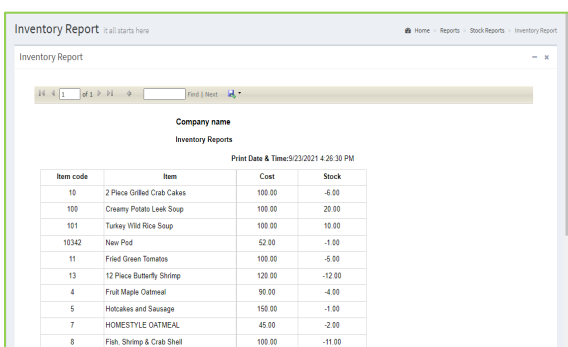 Inventory Report it all starts here
Home > Reports > Stock Reports > Inventory Report
Inventory Report
1 of 1 Find | Next
Company name
Inventory Reports
Print Date & Time:9/23/2021 4:26:30 PM
Item code Item Cost Stock
10 2 Piece Grilled Crab Cakes 100.00 -6.00
100 Creamy Potato Leek Soup 100.00 20.00
101 Turkey Wild Rice Soup 100.00 10.00
10342 New Pod 52.00 -1.00
11 Fried Green Tomatos 100.00 -5.00
13 12 Piece Butterfly Shrimp 120.00 -12.00
4 Fruit Maple Oatmeal 90.00 -4.00
5 Hotcakes and Sausage 150.00 -1.00
7 HOMESTYLE OATMEAL 45.00 -2.00
8 Fish, Shrimp & Crab Shell 100.00 -11.00